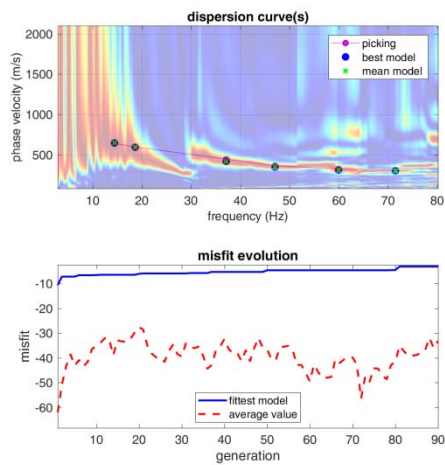 dispersion curve(s)
2000
1500
1000
500
phase velocity (m/s)
picking
best model
mean model
10 20 30 40 50 60 70 80
frequency (Hz)
misfit evolution
-10
-20
-30
-40
-50
-60
misfit
fittest model
average value
10 20 30 40 50 60 70 80 90
generation